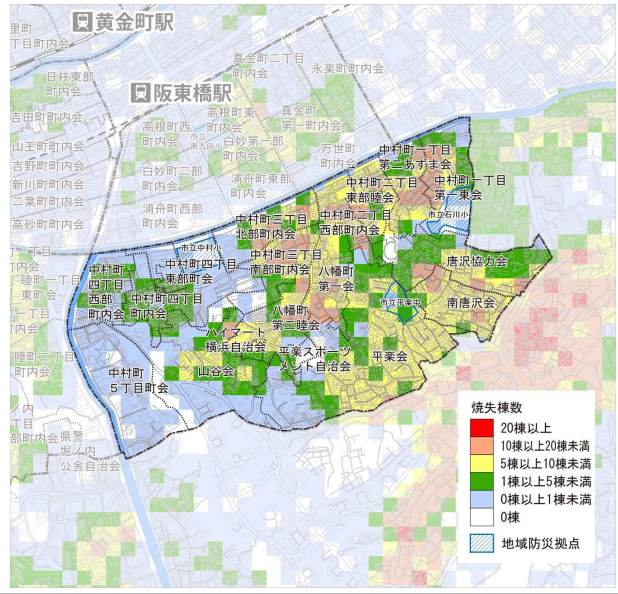 黄金町駅
里町
丁目町内会
真金町二丁目
町内会
永楽町町内会
日枝東部
町内会
阪東橋駅
吉田町町内会
高根町西
町内会
高根町東
町内会
真金町
第一町内会
市立
南吉田小
山王町町内会
白妙第一部
町内会
万世町
町内会
中村町一丁目
第二あずま会
吉野町町内会
白妙町二部
町内会
新川町町内会
浦舟町東部
町内会
中村町二丁目
東部睦会
中村町一丁目
第一東会
二葉町町内会
浦舟町西部
町内会
高砂町町内会
中村町三丁目
北部町内会
中村町二丁目
西部町内会
市立石川小
市立中村小
中村町三丁目
南部町内会
唐沢協力会
中村町
四丁目
西部
町内会
中村町四丁目
東部町会
八幡町
第一会
中村町四丁目
町内会
市立平楽中
南唐沢会
八幡町
第二睦会
ハイマート
横浜自治会
平楽スポーツ
メント自治会
平楽会
睦町二丁目
町内会
中村町
5丁目町会
山谷会
県警
堀ノ内
公舎自治会
焼失棟数
20棟以上
10棟以上20棟未満
5棟以上10棟未満
1棟以上5棟未満
0棟以上1棟未満
0棟
地域防災拠点